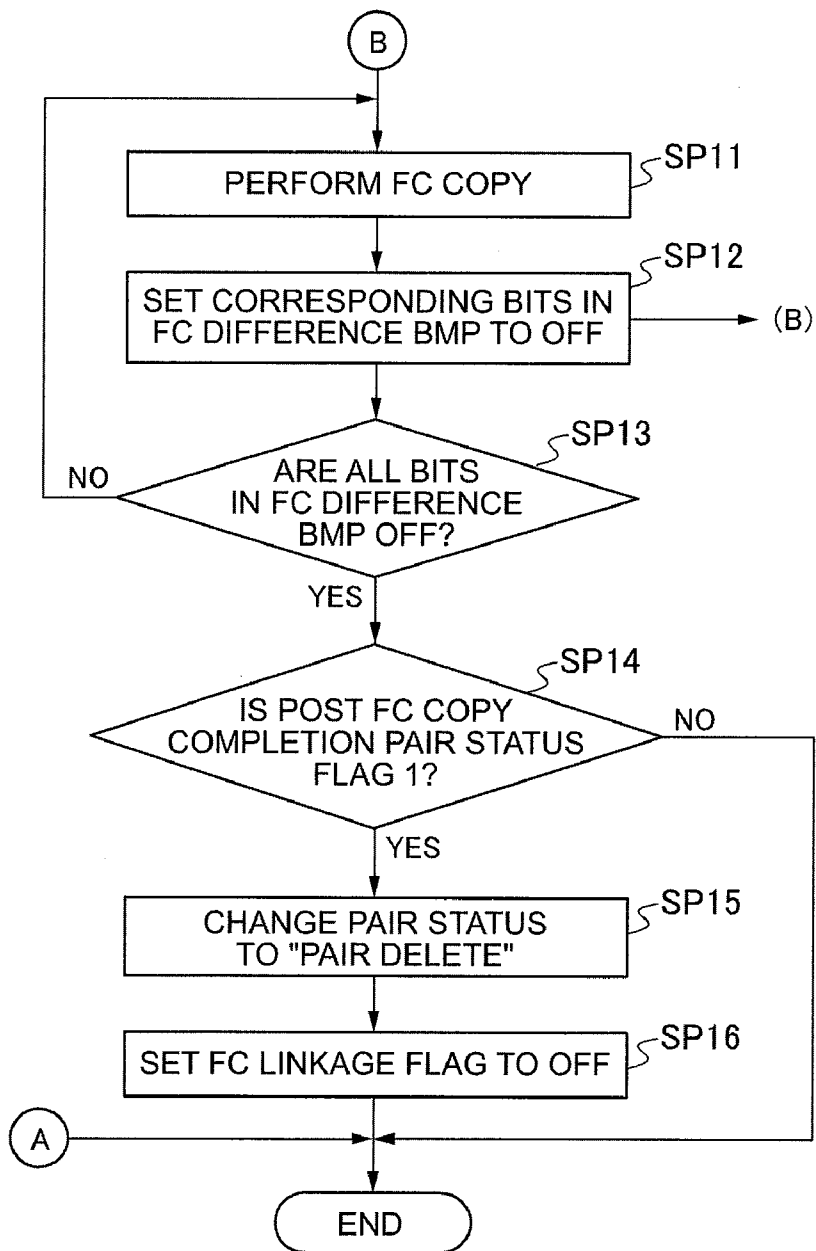 B
SP11
PERFORM FC COPY
SP12
SET CORRESPONDING BITS IN
FC DIFFERENCE BMP TO OFF
(B)
SP13
NO
ARE ALL BITS
IN FC DIFFERENCE
BMP OFF?
YES
SP14
IS POST FC COPY
COMPLETION PAIR STATUS
FLAG 1?
NO
YES
SP15
CHANGE PAIR STATUS
TO "PAIR DELETE"
SP16
SET FC LINKAGE FLAG TO OFF
A
END